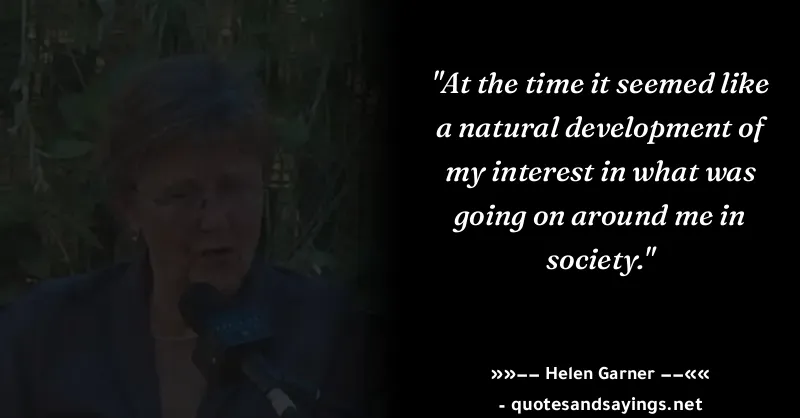 "At the time it seemed like
a natural development of
my interest in what was
going on around me in
society."
»»−− Helen Garner −−««
- quotesandsayings.net